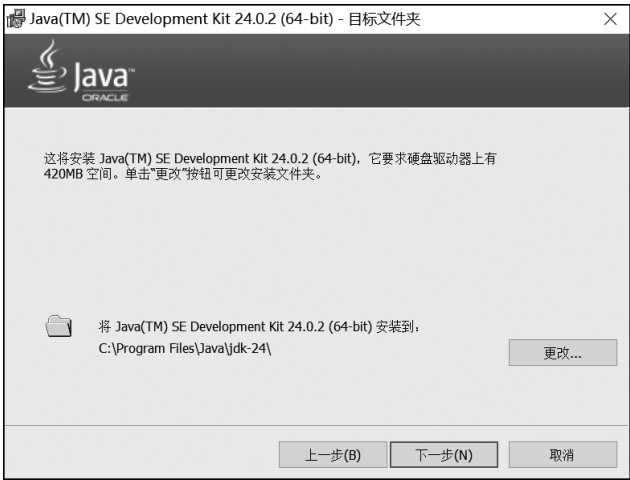 Java(TM) SE Development Kit 24.0.2 (64-bit) - 目标文件夹
Java™
ORACLE
这将安装 Java(TM) SE Development Kit 24.0.2 (64-bit)，它要求硬盘驱动器上有
420MB 空间。单击"更改"按钮可更改安装文件夹。
将 Java(TM) SE Development Kit 24.0.2 (64-bit) 安装到：
C:\Program Files\Java\jdk-24\
更改...
上一步(B)
下一步(N)
取消